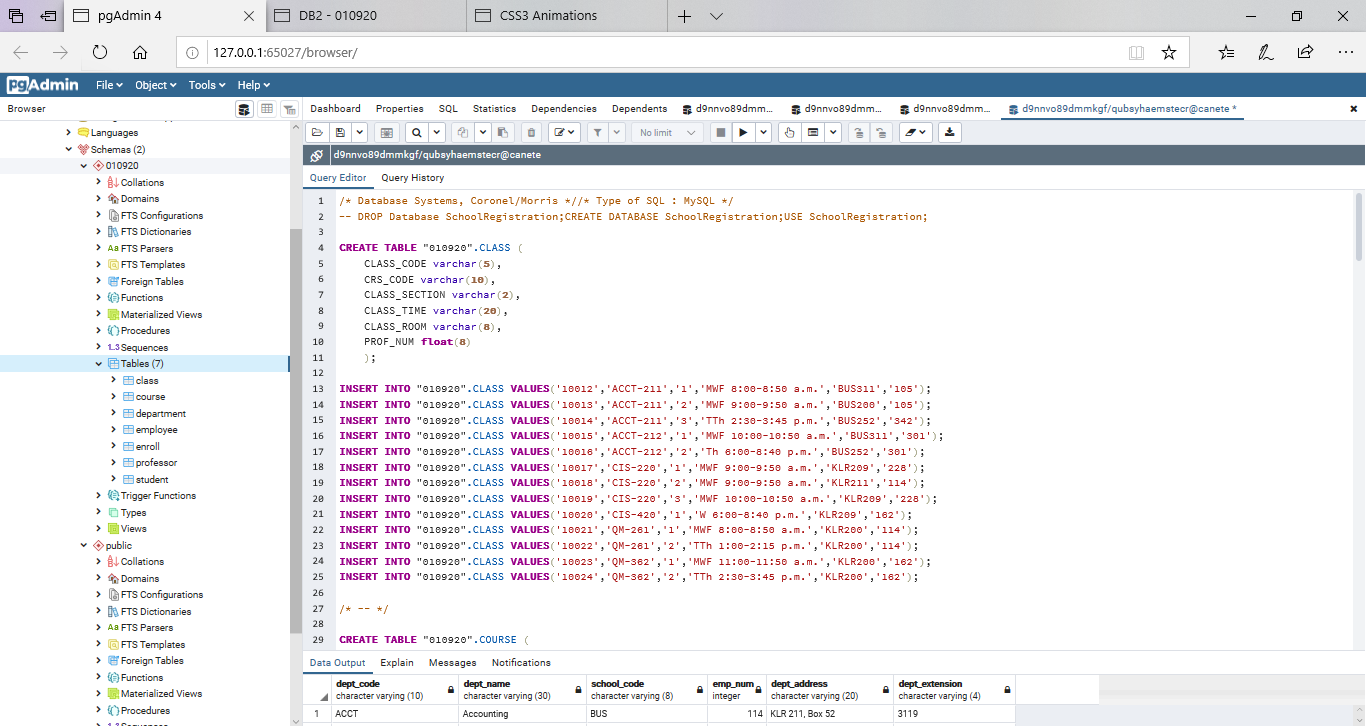 pgAdmin 4
DB2 - 010920
CSS3 Animations
127.0.0.1:65027/browser/
pgAdmin File Object Tools Help
Browser
Dashboard Properties SQL Statistics Dependencies Dependents d9nnvo89dmm... d9nnvo89dmm... d9nnvo89dmm... d9nnvo89dmmkgf/qubsyhaemstecr@canete *
Languages
Schemas (2)
010920
Collations
Domains
FTS Configurations
FTS Dictionaries
FTS Parsers
FTS Templates
Foreign Tables
Functions
Materialized Views
Procedures
1..3 Sequences
Tables (7)
class
course
department
employee
enroll
professor
student
Trigger Functions
Types
Views
public
Collations
Domains
FTS Configurations
FTS Dictionaries
FTS Parsers
FTS Templates
Foreign Tables
Functions
Materialized Views
Procedures
No limit
d9nnvo89dmmkgf/qubsyhaemstecr@canete
Query Editor Query History
1 /* Database Systems, Coronel/Morris *//* Type of SQL : MySQL */
2 -- DROP Database SchoolRegistration;CREATE DATABASE SchoolRegistration;USE SchoolRegistration;
3
4 CREATE TABLE "010920".CLASS (
5 CLASS_CODE varchar(5),
6 CRS_CODE varchar(10),
7 CLASS_SECTION varchar(2),
8 CLASS_TIME varchar(20),
9 CLASS_ROOM varchar(8),
10 PROF_NUM float(8)
11 );
12
13 INSERT INTO "010920".CLASS VALUES('10012','ACCT-211','1','MWF 8:00-8:50 a.m.','BUS311','105');
14 INSERT INTO "010920".CLASS VALUES('10013','ACCT-211','2','MWF 9:00-9:50 a.m.','BUS200','105');
15 INSERT INTO "010920".CLASS VALUES('10014','ACCT-211','3','TTh 2:30-3:45 p.m.','BUS252','342');
16 INSERT INTO "010920".CLASS VALUES('10015','ACCT-212','1','MWF 10:00-10:50 a.m.','BUS311','301');
17 INSERT INTO "010920".CLASS VALUES('10016','ACCT-212','2','Th 6:00-8:40 p.m.','BUS252','301');
18 INSERT INTO "010920".CLASS VALUES('10017','CIS-220','1','MWF 9:00-9:50 a.m.','KLR209','228');
19 INSERT INTO "010920".CLASS VALUES('10018','CIS-220','2','MWF 9:00-9:50 a.m.','KLR211','114');
20 INSERT INTO "010920".CLASS VALUES('10019','CIS-220','3','MWF 10:00-10:50 a.m.','KLR209','228');
21 INSERT INTO "010920".CLASS VALUES('10020','CIS-420','1','W 6:00-8:40 p.m.','KLR209','162');
22 INSERT INTO "010920".CLASS VALUES('10021','QM-261','1','MWF 8:00-8:50 a.m.','KLR200','114');
23 INSERT INTO "010920".CLASS VALUES('10022','QM-261','2','TTh 1:00-2:15 p.m.','KLR200','114');
24 INSERT INTO "010920".CLASS VALUES('10023','QM-362','1','MWF 11:00-11:50 a.m.','KLR200','162');
25 INSERT INTO "010920".CLASS VALUES('10024','QM-362','2','TTh 2:30-3:45 p.m.','KLR200','162');
26
27 /* -- */
28
29 CREATE TABLE "010920".COURSE (
Data Output Explain Messages Notifications
dept_code dept_name school_code emp_num dept_address dept_extension
character varying (10) character varying (30) character varying (8) integer character varying (20) character varying (4)
1 ACCT Accounting BUS 114 KLR 211, Box 52 3119